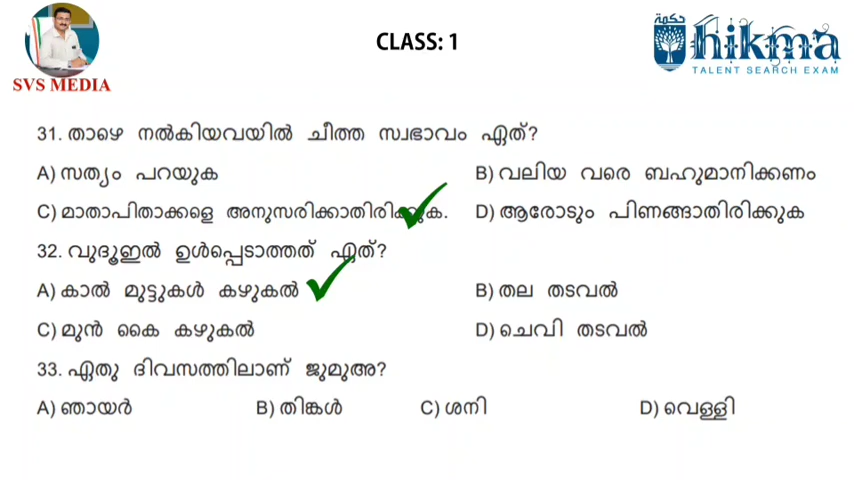 CLASS: 1
SVS MEDIA
حكمة
hikma
TALENT SEARCH EXAM
31. താഴെ നൽകിയവയിൽ ചീത്ത സ്വഭാവം ഏത്?
A) സത്യം പറയുക B) വലിയ വരെ ബഹുമാനിക്കണം
C) മാതാപിതാക്കളെ അനുസരിക്കാതിരിക്കുക. D) ആരോടും പിണങ്ങാതിരിക്കുക
32. വുദൂഇൽ ഉൾപ്പെടാത്തത് ഏത്?
A) കാൽ മുട്ടുകൾ കഴുകൽ B) തല തടവൽ
C) മുൻ കൈ കഴുകൽ D) ചെവി തടവൽ
33. ഏതു ദിവസത്തിലാണ് ജുമുഅ?
A) ഞായർ B) തിങ്കൾ C) ശനി D) വെള്ളി